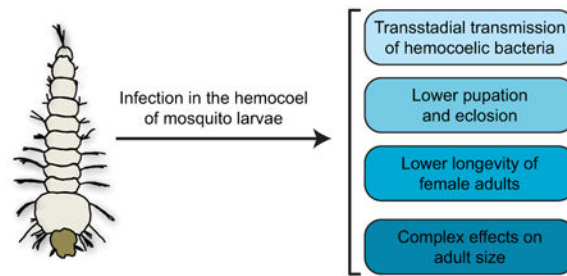 Infection in the hemocoel
of mosquito larvae
Transstadial transmission
of hemocoelic bacteria
Lower pupation
and eclosion
Lower longevity of
female adults
Complex effects on
adult size